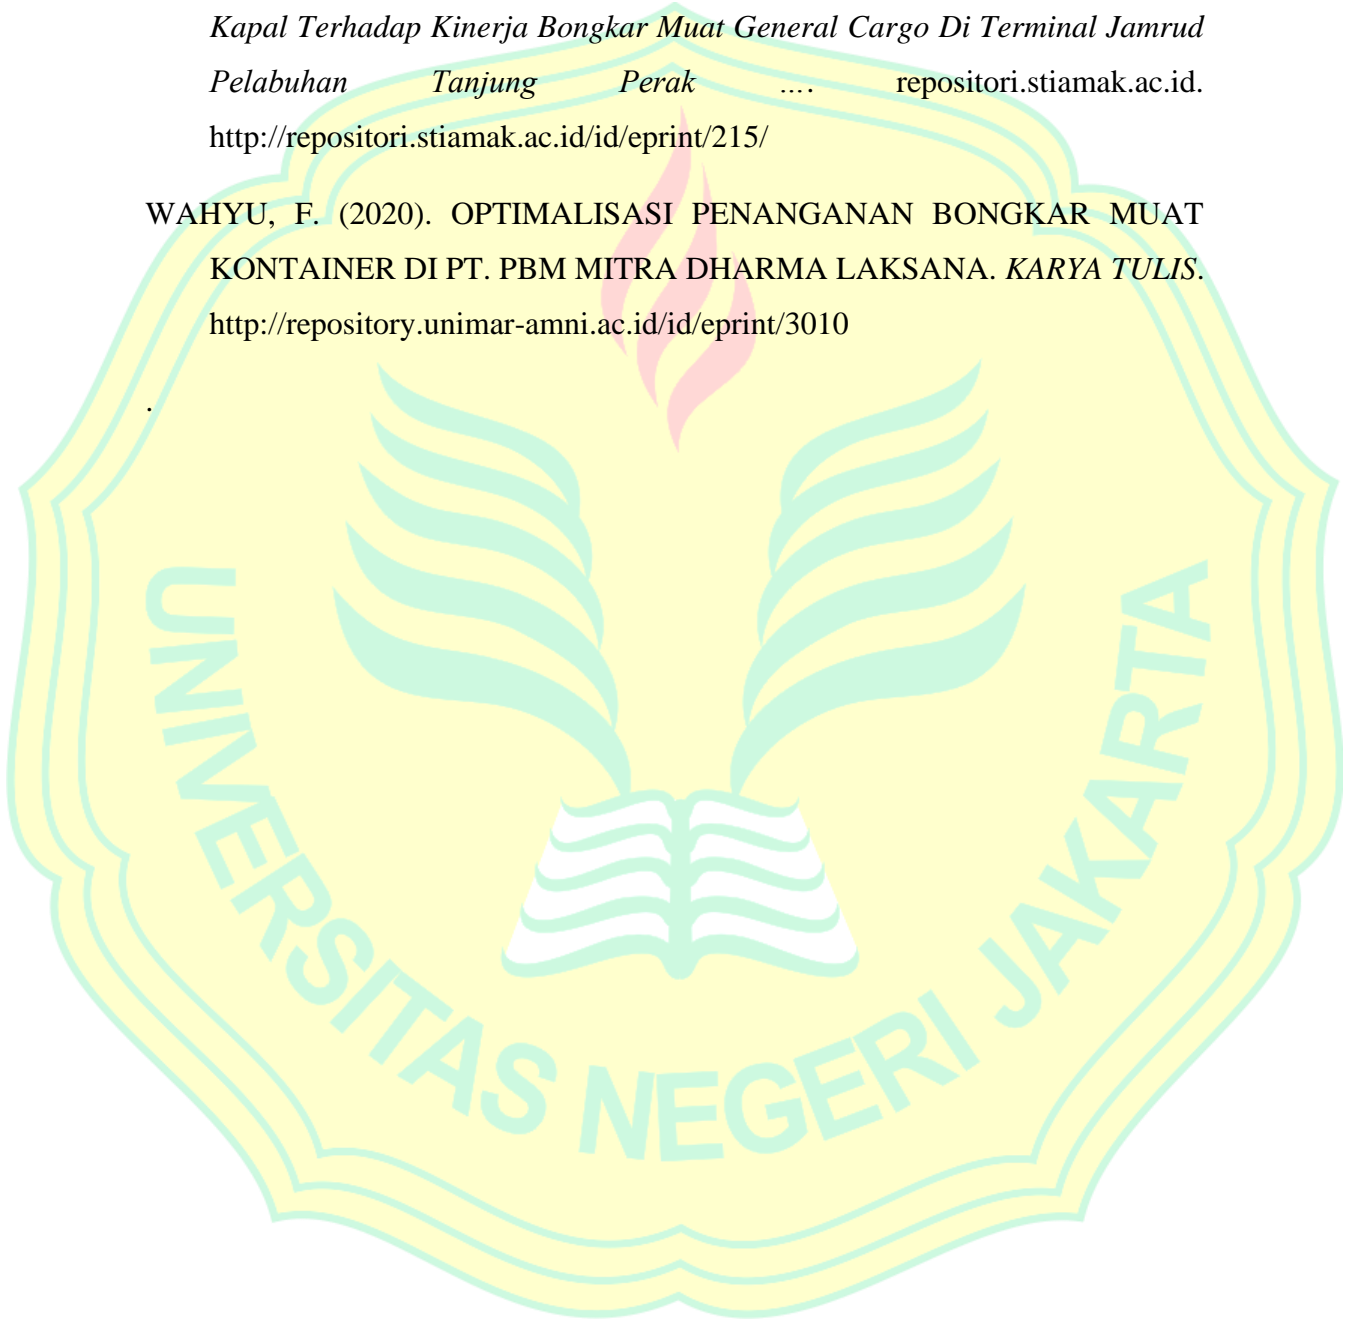 Kapal Terhadap Kinerja Bongkar Muat General Cargo Di Terminal Jamrud
Pelabuhan Tanjung Perak …. repositori.stiamak.ac.id.
http://repositori.stiamak.ac.id/id/eprint/215/
WAHYU, F. (2020). OPTIMALISASI PENANGANAN BONGKAR MUAT
KONTAINER DI PT. PBM MITRA DHARMA LAKSANA. KARYA TULIS.
http://repository.unimar-amni.ac.id/id/eprint/3010
.
UNIVERSITAS NEGERI JAKARTA